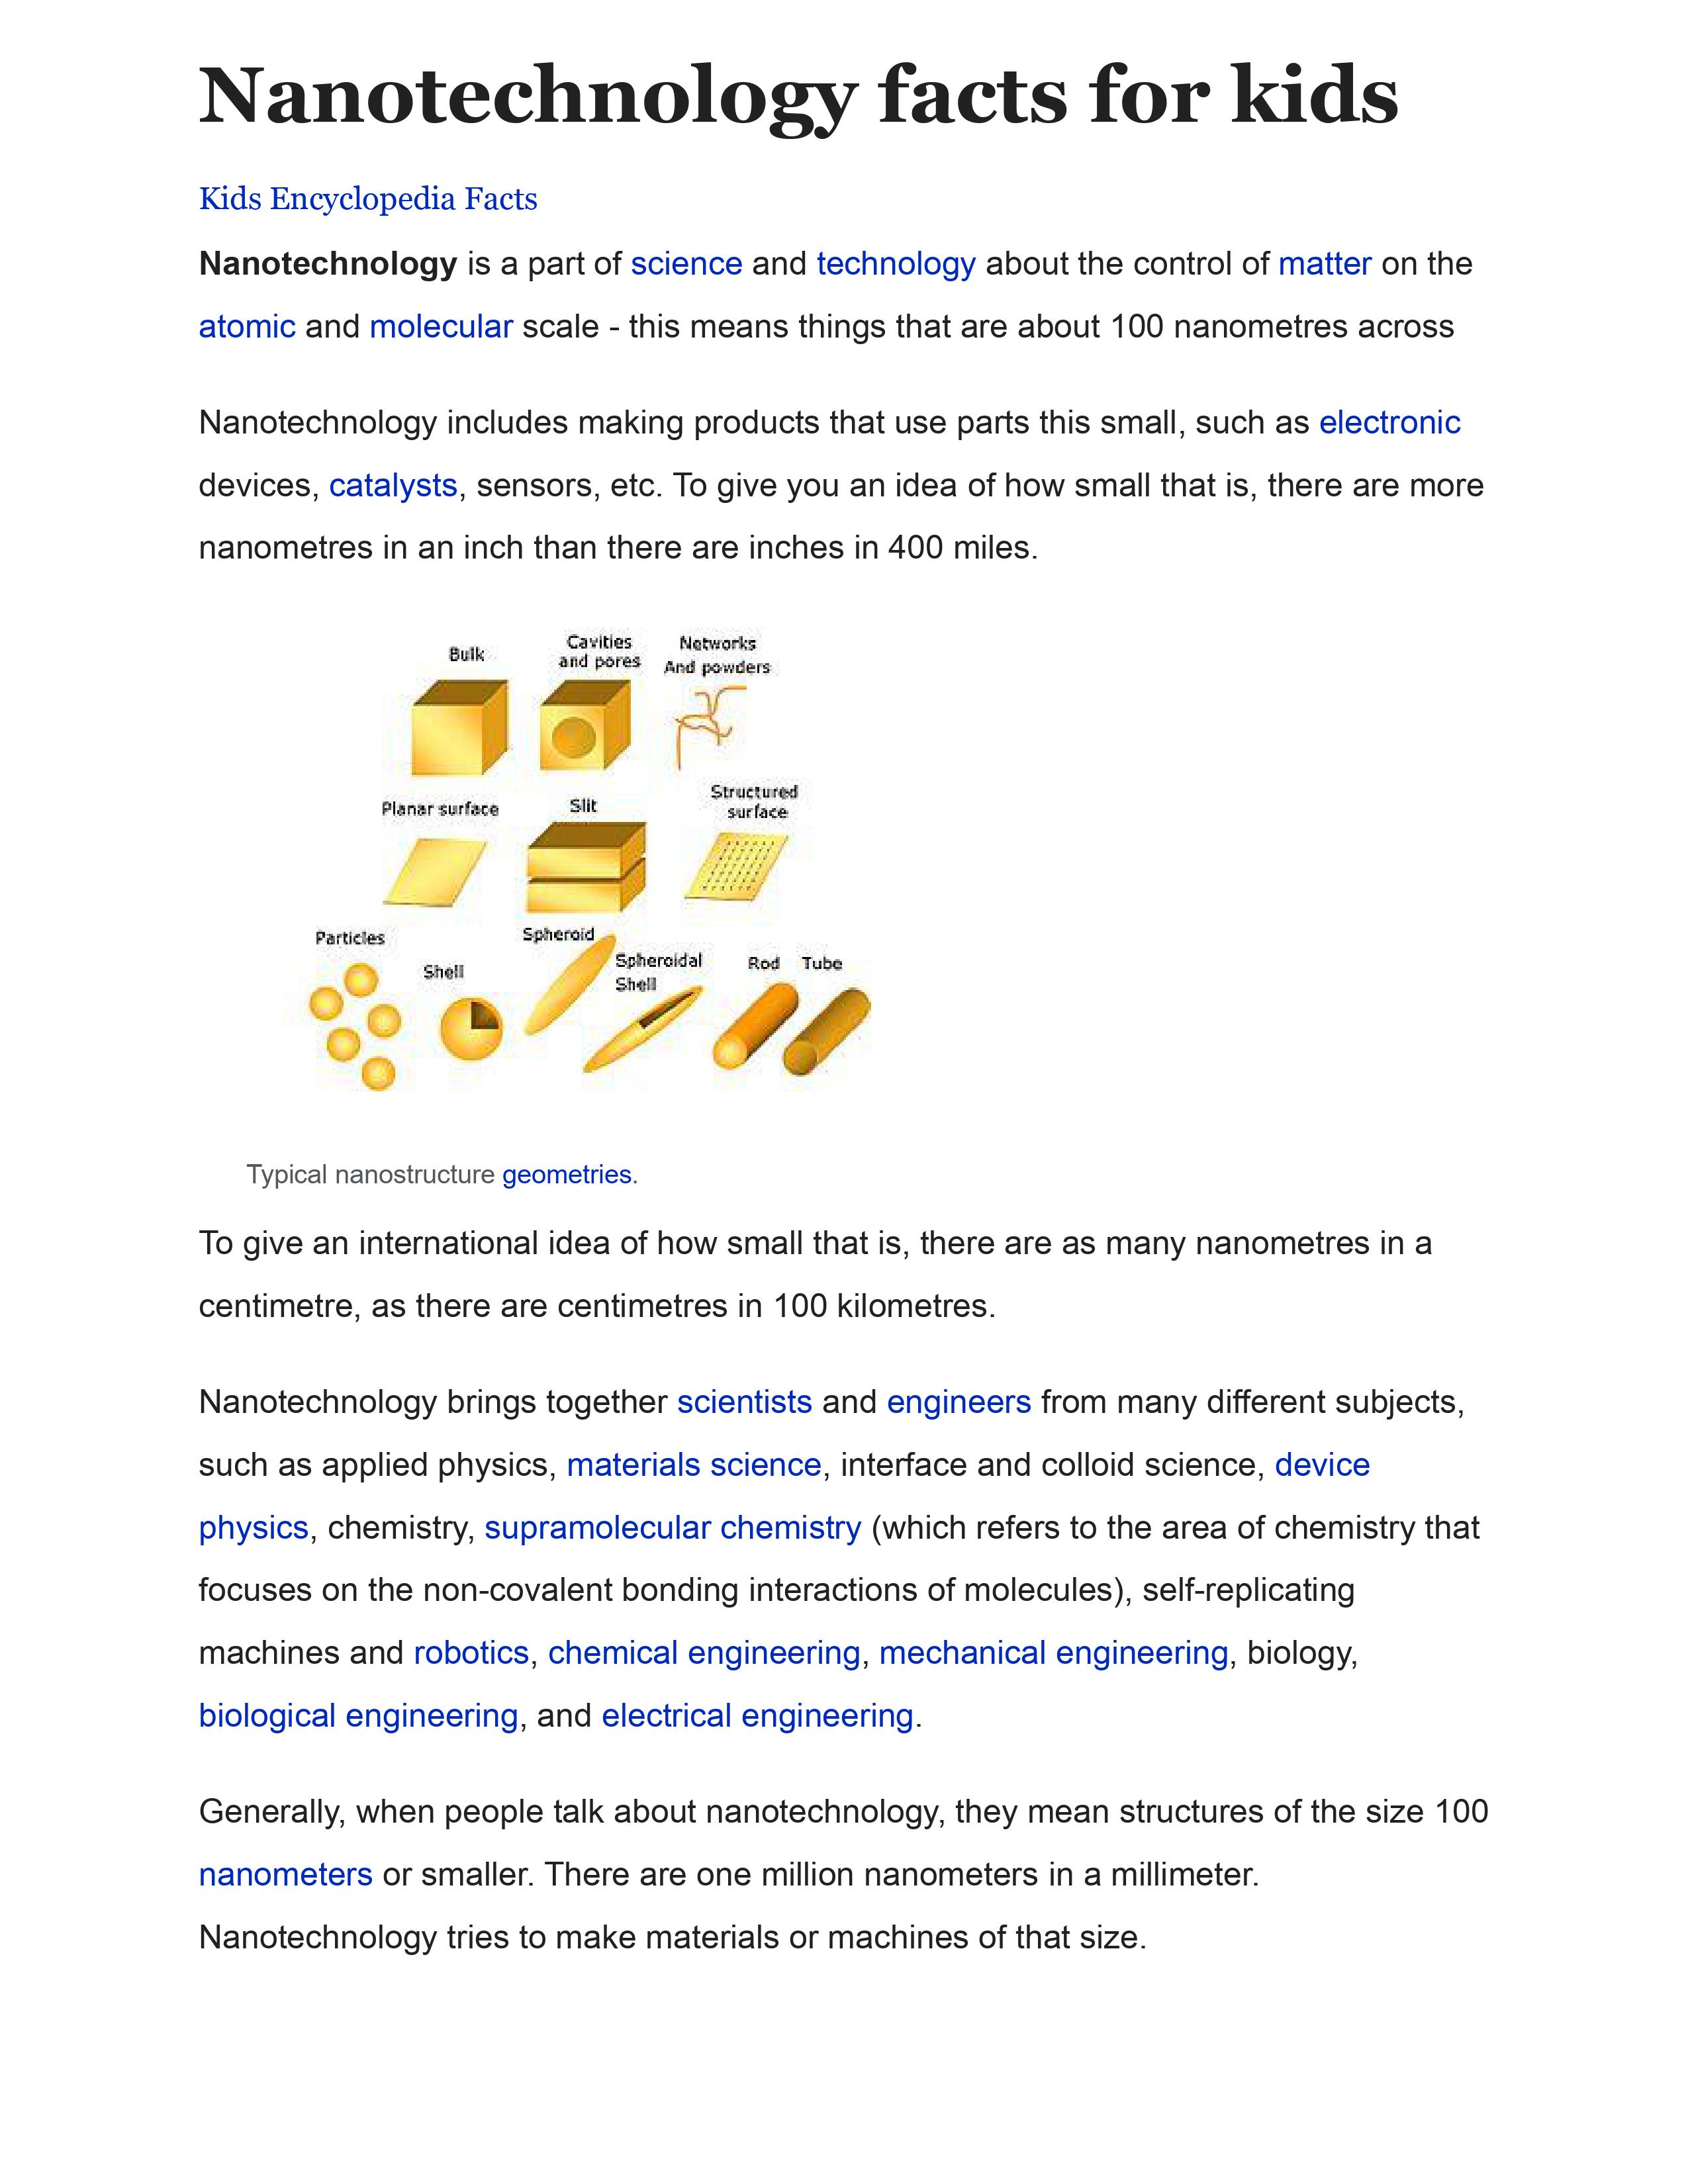 Nanotechnology facts for kids
Kids Encyclopedia Facts
Nanotechnology is a part of science and technology about the control of matter on the
atomic and molecular scale - this means things that are about 100 nanometres across
Nanotechnology includes making products that use parts this small, such as electronic
devices, catalysts, sensors, etc. To give you an idea of how small that is, there are more
nanometres in an inch than there are inches in 400 miles.
Bulk
Cavities
and pores
Networks
And powders
Planar surface
Slit
Structured
surface
Particles
Shell
Spheroid
Spheroidal
Shell
Rod
Tube
Typical nanostructure geometries.
To give an international idea of how small that is, there are as many nanometres in a
centimetre, as there are centimetres in 100 kilometres.
Nanotechnology brings together scientists and engineers from many different subjects,
such as applied physics, materials science, interface and colloid science, device
physics, chemistry, supramolecular chemistry (which refers to the area of chemistry that
focuses on the non-covalent bonding interactions of molecules), self-replicating
machines and robotics, chemical engineering, mechanical engineering, biology,
biological engineering, and electrical engineering.
Generally, when people talk about nanotechnology, they mean structures of the size 100
nanometers or smaller. There are one million nanometers in a millimeter.
Nanotechnology tries to make materials or machines of that size.